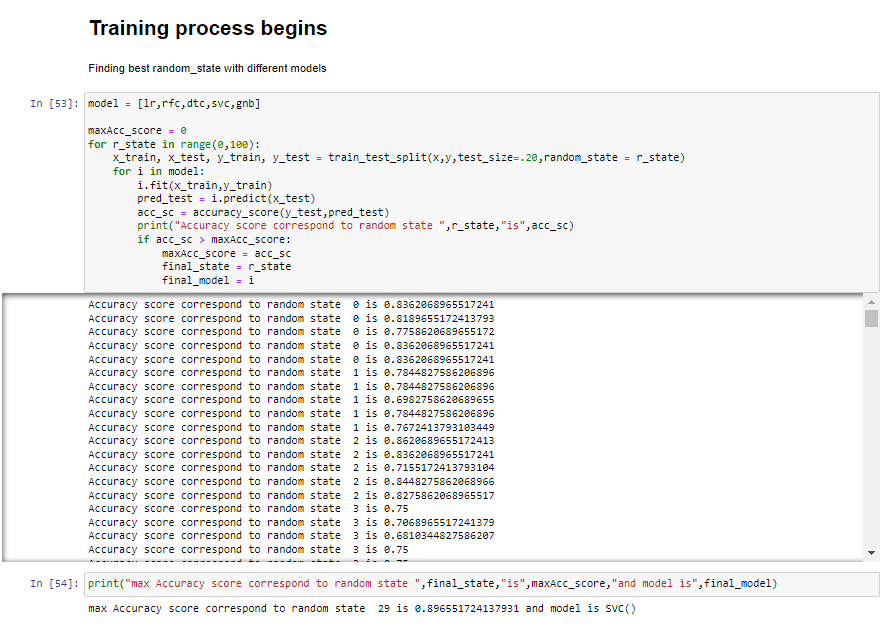 Training process begins
Finding best random_state with different models
In [53]:
model = [lr,rfc,dtc,svc,gnb]
maxAcc_score = 0
for r_state in range(0,100):
    x_train, x_test, y_train, y_test = train_test_split(x,y,test_size=.20,random_state = r_state)
    for i in model:
        i.fit(x_train,y_train)
        pred_test = i.predict(x_test)
        acc_sc = accuracy_score(y_test,pred_test)
        print("Accuracy score correspond to random state ",r_state,"is",acc_sc)
        if acc_sc > maxAcc_score:
            maxAcc_score = acc_sc
            final_state = r_state
            final_model = i
Accuracy score correspond to random state  0 is 0.8362068965517241
Accuracy score correspond to random state  0 is 0.8189655172413793
Accuracy score correspond to random state  0 is 0.7758620689655172
Accuracy score correspond to random state  0 is 0.8362068965517241
Accuracy score correspond to random state  0 is 0.8362068965517241
Accuracy score correspond to random state  1 is 0.7844827586206896
Accuracy score correspond to random state  1 is 0.7844827586206896
Accuracy score correspond to random state  1 is 0.6982758620689655
Accuracy score correspond to random state  1 is 0.7844827586206896
Accuracy score correspond to random state  1 is 0.7672413793103449
Accuracy score correspond to random state  2 is 0.8620689655172413
Accuracy score correspond to random state  2 is 0.8362068965517241
Accuracy score correspond to random state  2 is 0.7155172413793104
Accuracy score correspond to random state  2 is 0.8448275862068966
Accuracy score correspond to random state  2 is 0.8275862068965517
Accuracy score correspond to random state  3 is 0.75
Accuracy score correspond to random state  3 is 0.7068965517241379
Accuracy score correspond to random state  3 is 0.6810344827586207
Accuracy score correspond to random state  3 is 0.75
In [54]:
print("max Accuracy score correspond to random state ",final_state,"is",maxAcc_score,"and model is",final_model)
max Accuracy score correspond to random state  29 is 0.896551724137931 and model is SVC()